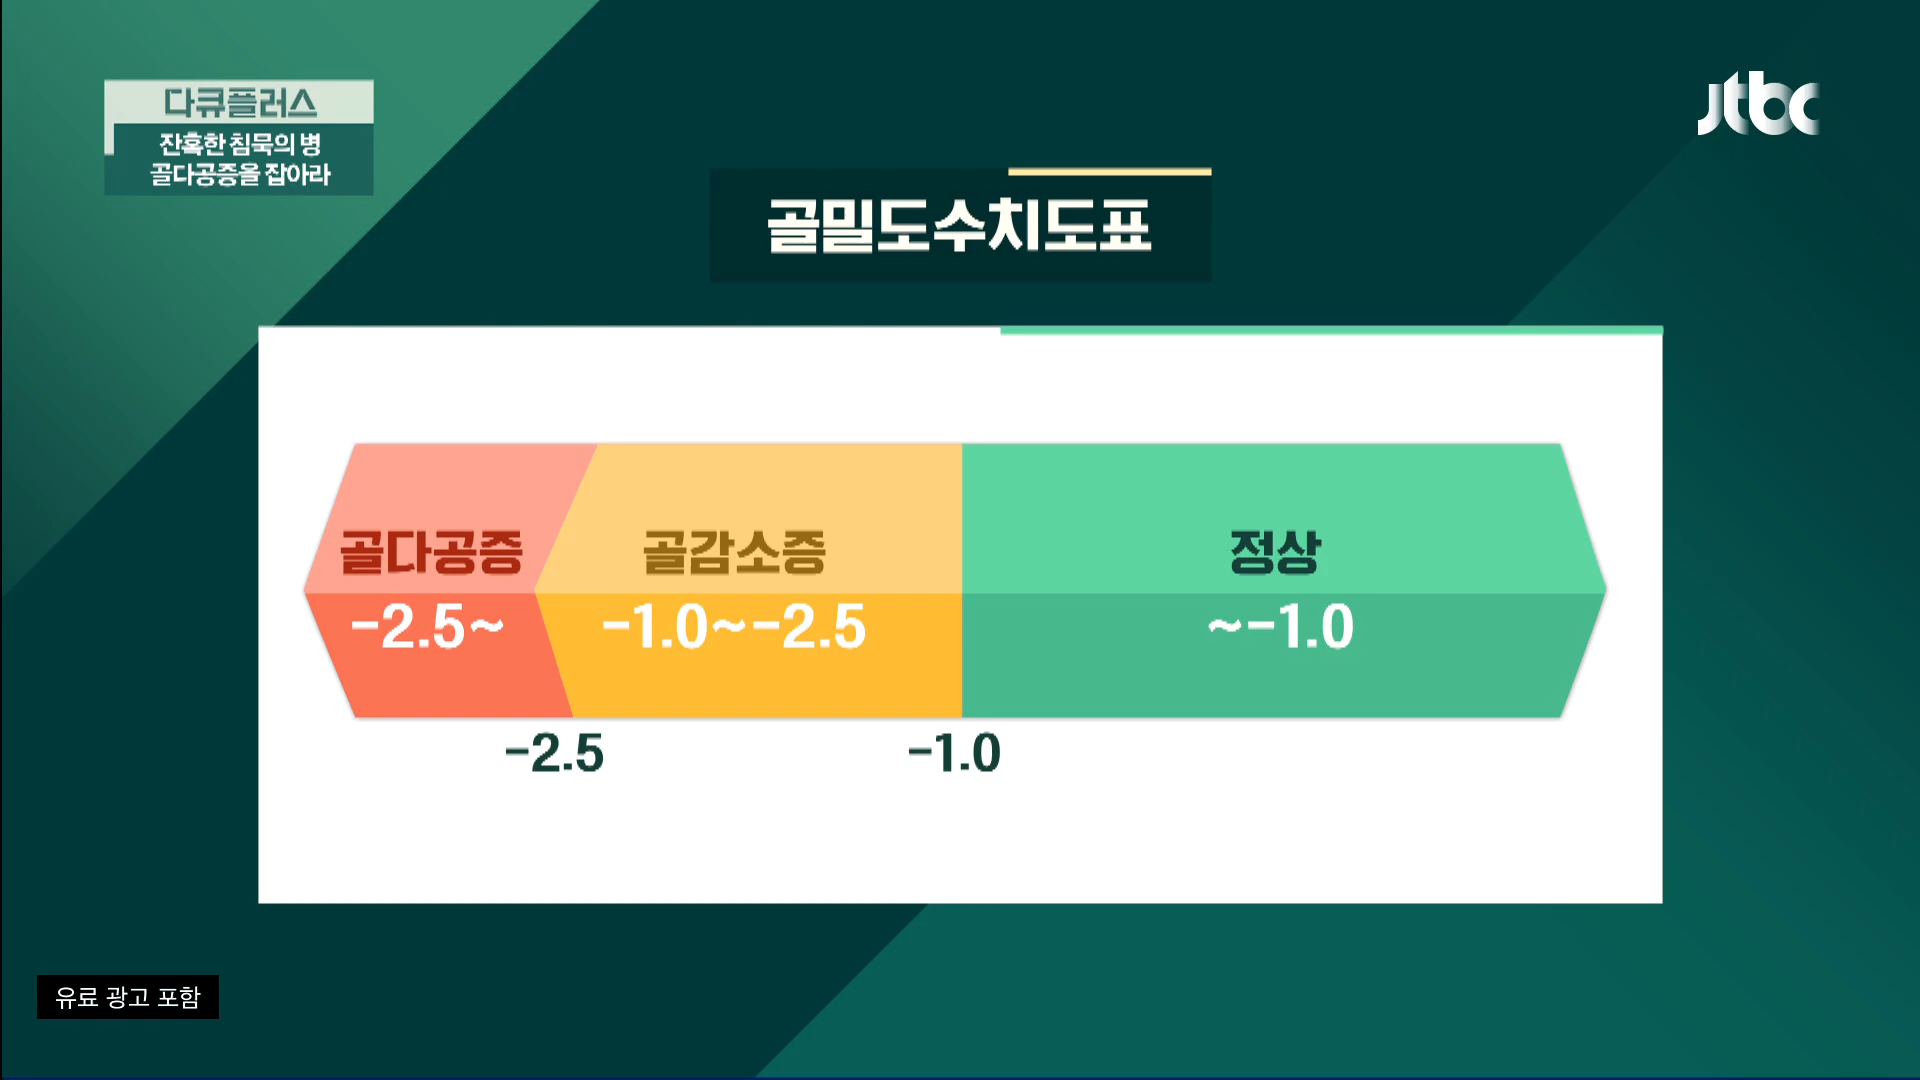 다큐플러스
잔혹한 침묵의 병
골다공증을 잡아라
jtbc
골밀도수치도표
골다공증
골감소증
정상
-2.5~
-1.0~-2.5
~-1.0
-2.5
-1.0
유료 광고 포함